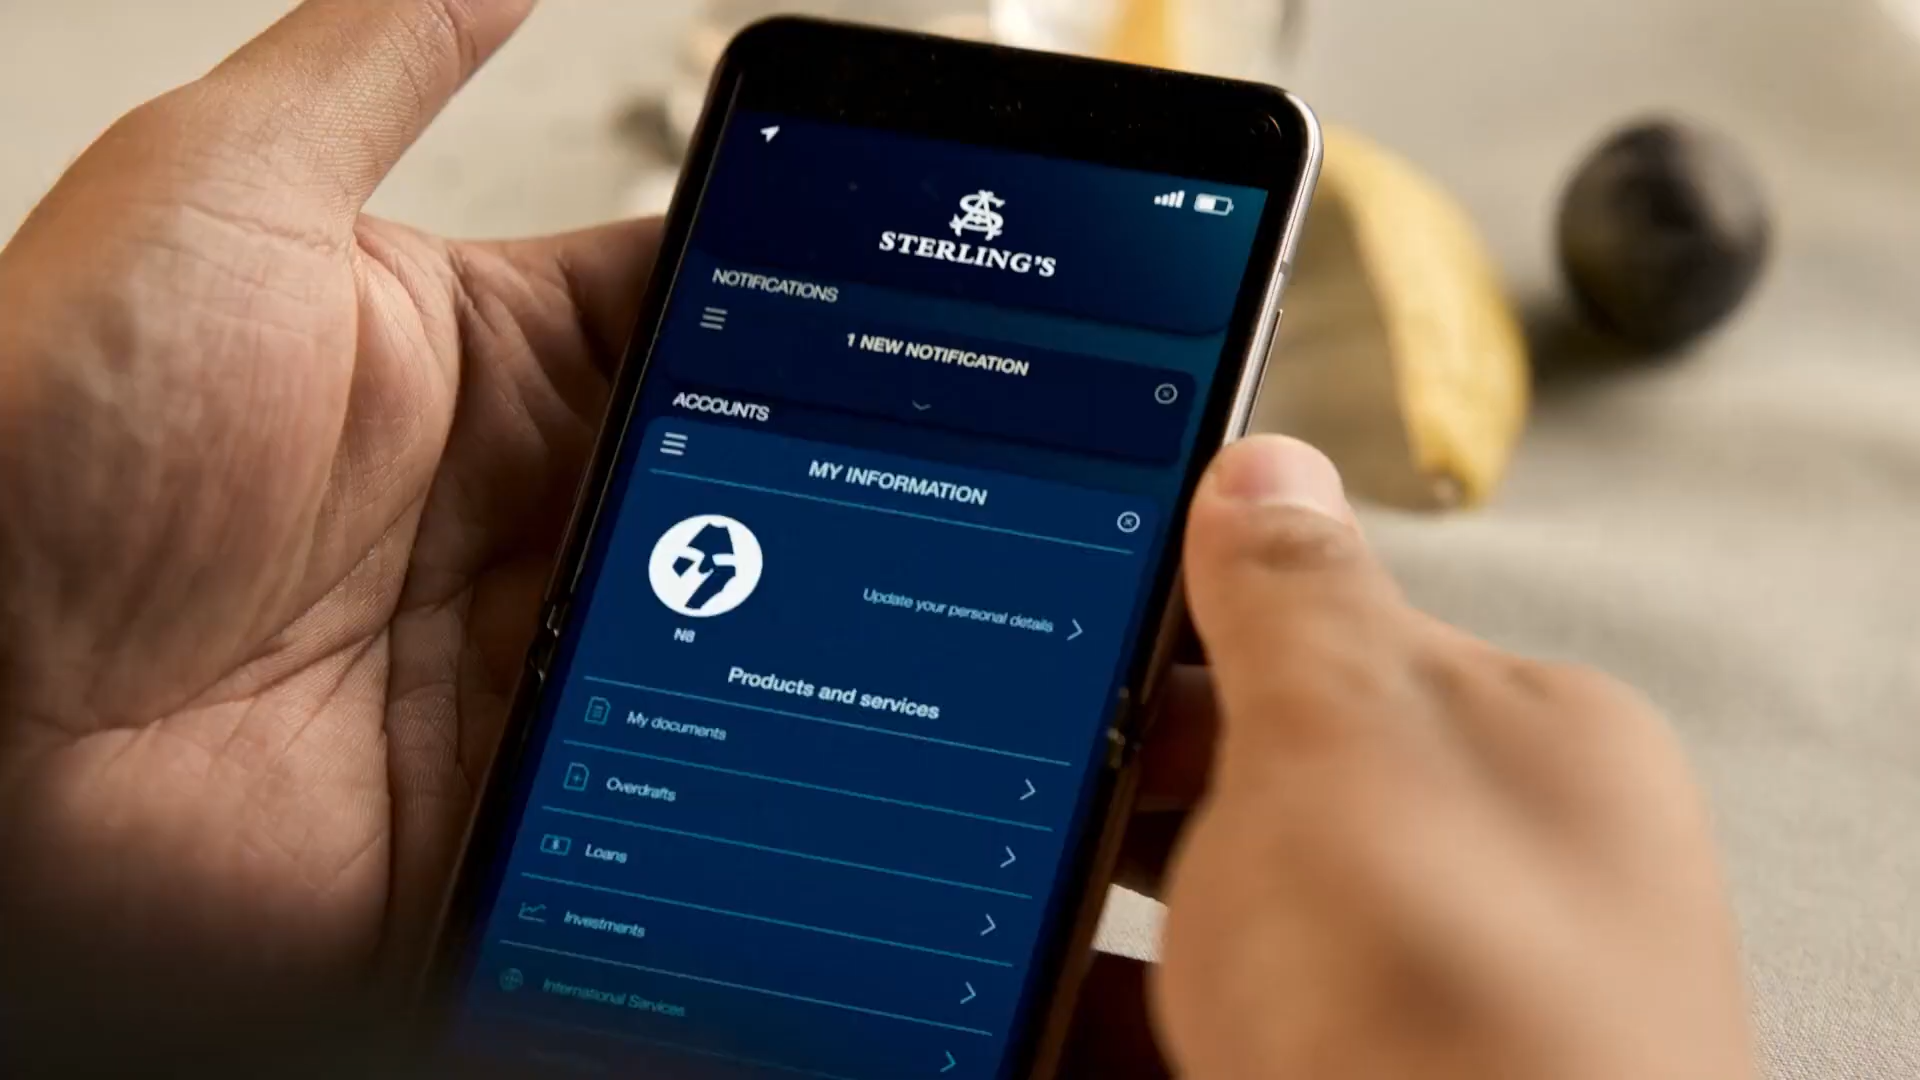 STERLING'S
NOTIFICATIONS
1 NEW NOTIFICATION
ACCOUNTS
MY INFORMATION
Update your personal details
N8
Products and services
My documents
Overdrafts
Loans
Investments
International Services